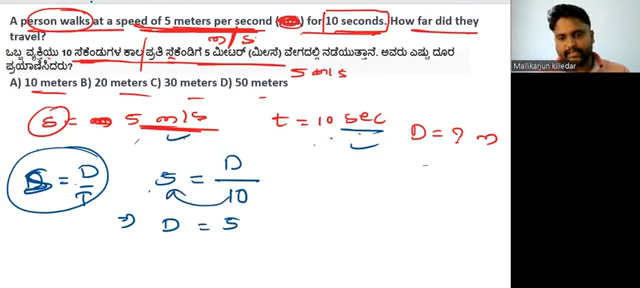 A person walks at a speed of 5 meters per second for 10 seconds. How far did they
m/s
travel?
ಒಬ್ಬ ವ್ಯಕ್ತಿಯು 10 ಸೆಕೆಂಡುಗಳ ಕಾಲ ಪ್ರತಿ ಸೆಕೆಂಡಿಗೆ 5 ಮೀಟರ್ (ಮೀ/ಸೆ) ವೇಗದಲ್ಲಿ ನಡೆಯುತ್ತಾನೆ. ಅವರು ಎಷ್ಟು ದೂರ
ಪ್ರಯಾಣಿಸಿದರು?
5 m/s
A) 10 meters B) 20 meters C) 30 meters D) 50 meters
S = 5 m/s t = 10 sec D = ? m
S = D/T 5 = D/10
⇒ D = 5
Mallikarjun killedar